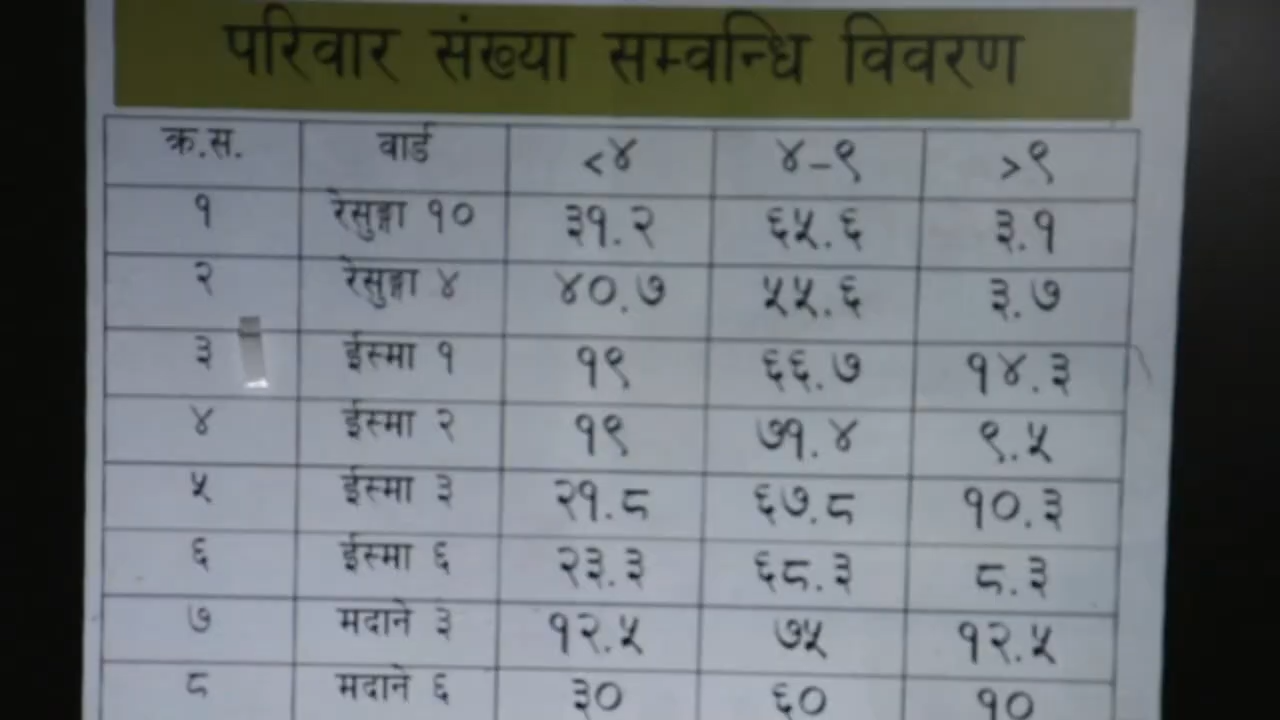 परिवार संख्या सम्वन्धि विवरण
क्र.स. वार्ड <४ ४-९ >९
१ रेसुङ्गा १० ३१.२ ६५.६ ३.१
२ रेसुङ्गा ४ ४०.७ ५५.६ ३.७
३ ईस्मा १ १९ ६६.७ १४.३
४ ईस्मा २ १९ ७१.४ ९.५
५ ईस्मा ३ २१.८ ६७.८ १०.३
६ ईस्मा ६ २३.३ ६८.३ ८.३
७ मदाने ३ १२.५ ७५ १२.५
८ मदाने ६ ३० ६० १०